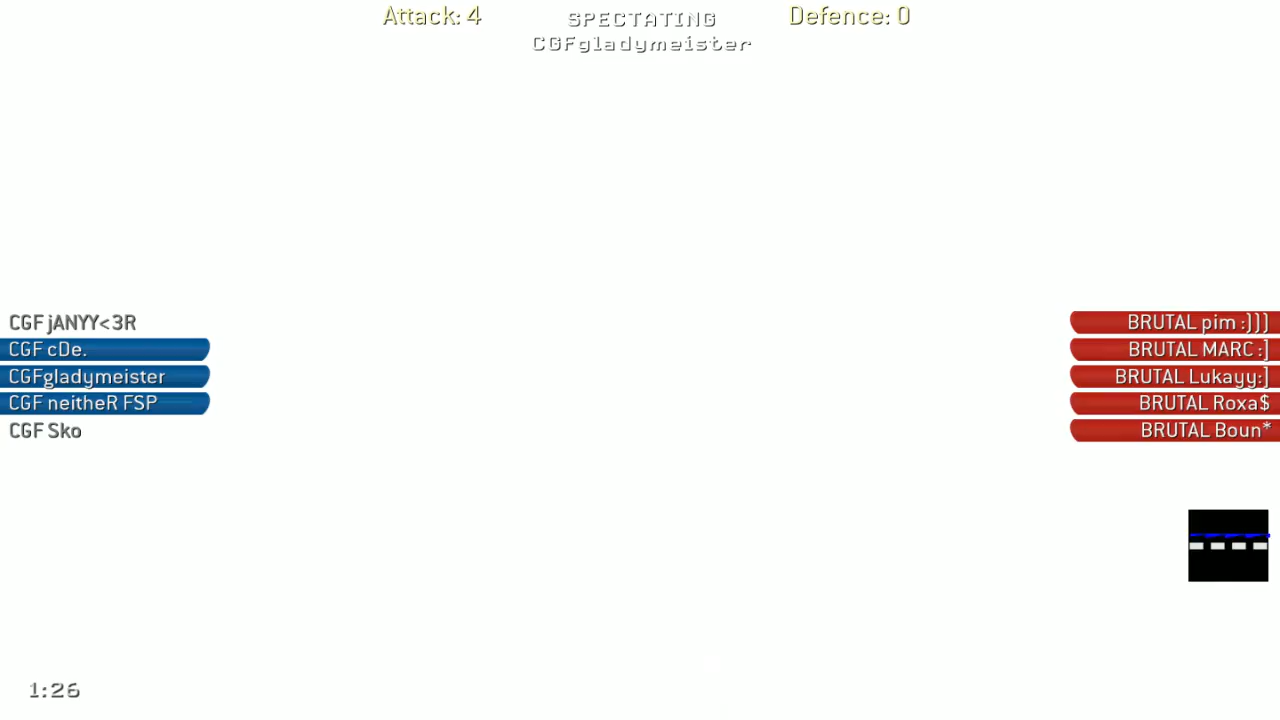 Attack: 4
SPECTATING
Defence: 0
CGFgladymeister
CGF jANYY<3R
CGF cDe.
CGFgladymeister
CGF neitheR FSP
CGF Sko
BRUTAL pim :)))
BRUTAL MARC :]
BRUTAL Lukayy:]
BRUTAL Roxa$
BRUTAL Boun*
1:26